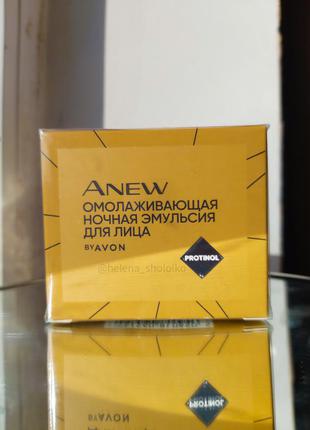 ANEW
ОМОЛАЖИВАЮЩАЯ
НОЧНАЯ ЭМУЛЬСИЯ
ДЛЯ ЛИЦА
BY AVON
PROTINOL
@helena_sholoiko